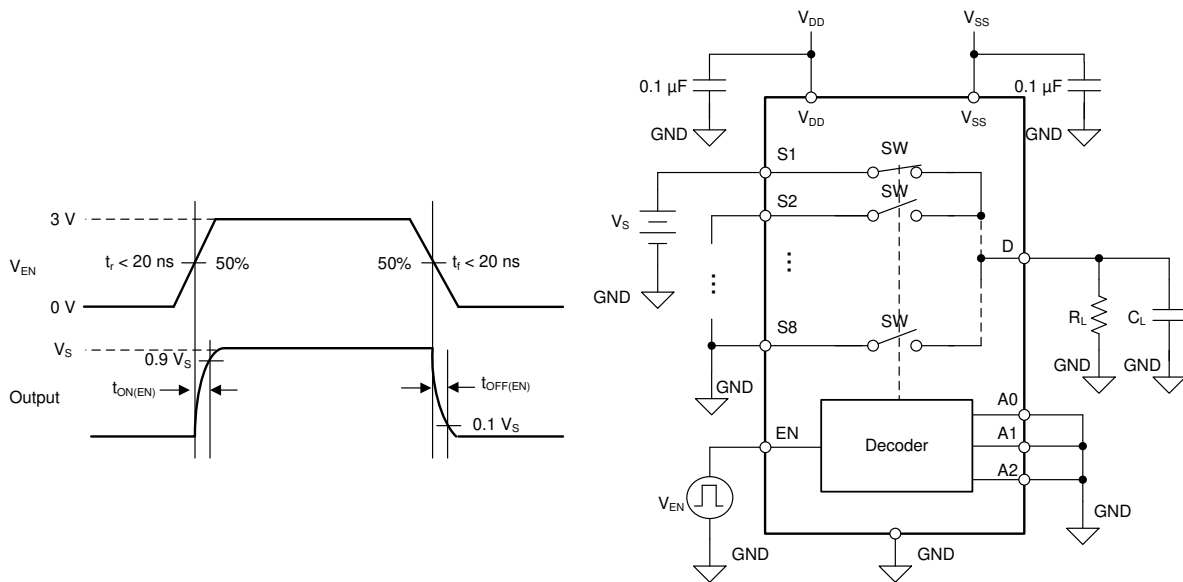 3 V
V_EN
t_r < 20 ns
50%
50%
t_f < 20 ns
0 V
V_S
0.9 V_S
t_ON(EN)
t_OFF(EN)
Output
0.1 V_S
V_DD
V_SS
0.1 µF
0.1 µF
GND
V_DD
V_SS
GND
S1
SW
S2
SW
V_S
...
...
D
GND
S8
SW
R_L
C_L
GND
GND
GND
A0
EN
Decoder
A1
A2
V_EN
GND
GND
GND